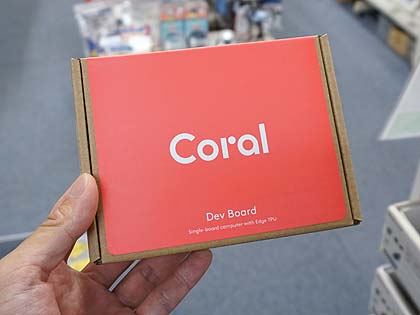 Coral
Dev Board
Single-board computer with Edge TPU